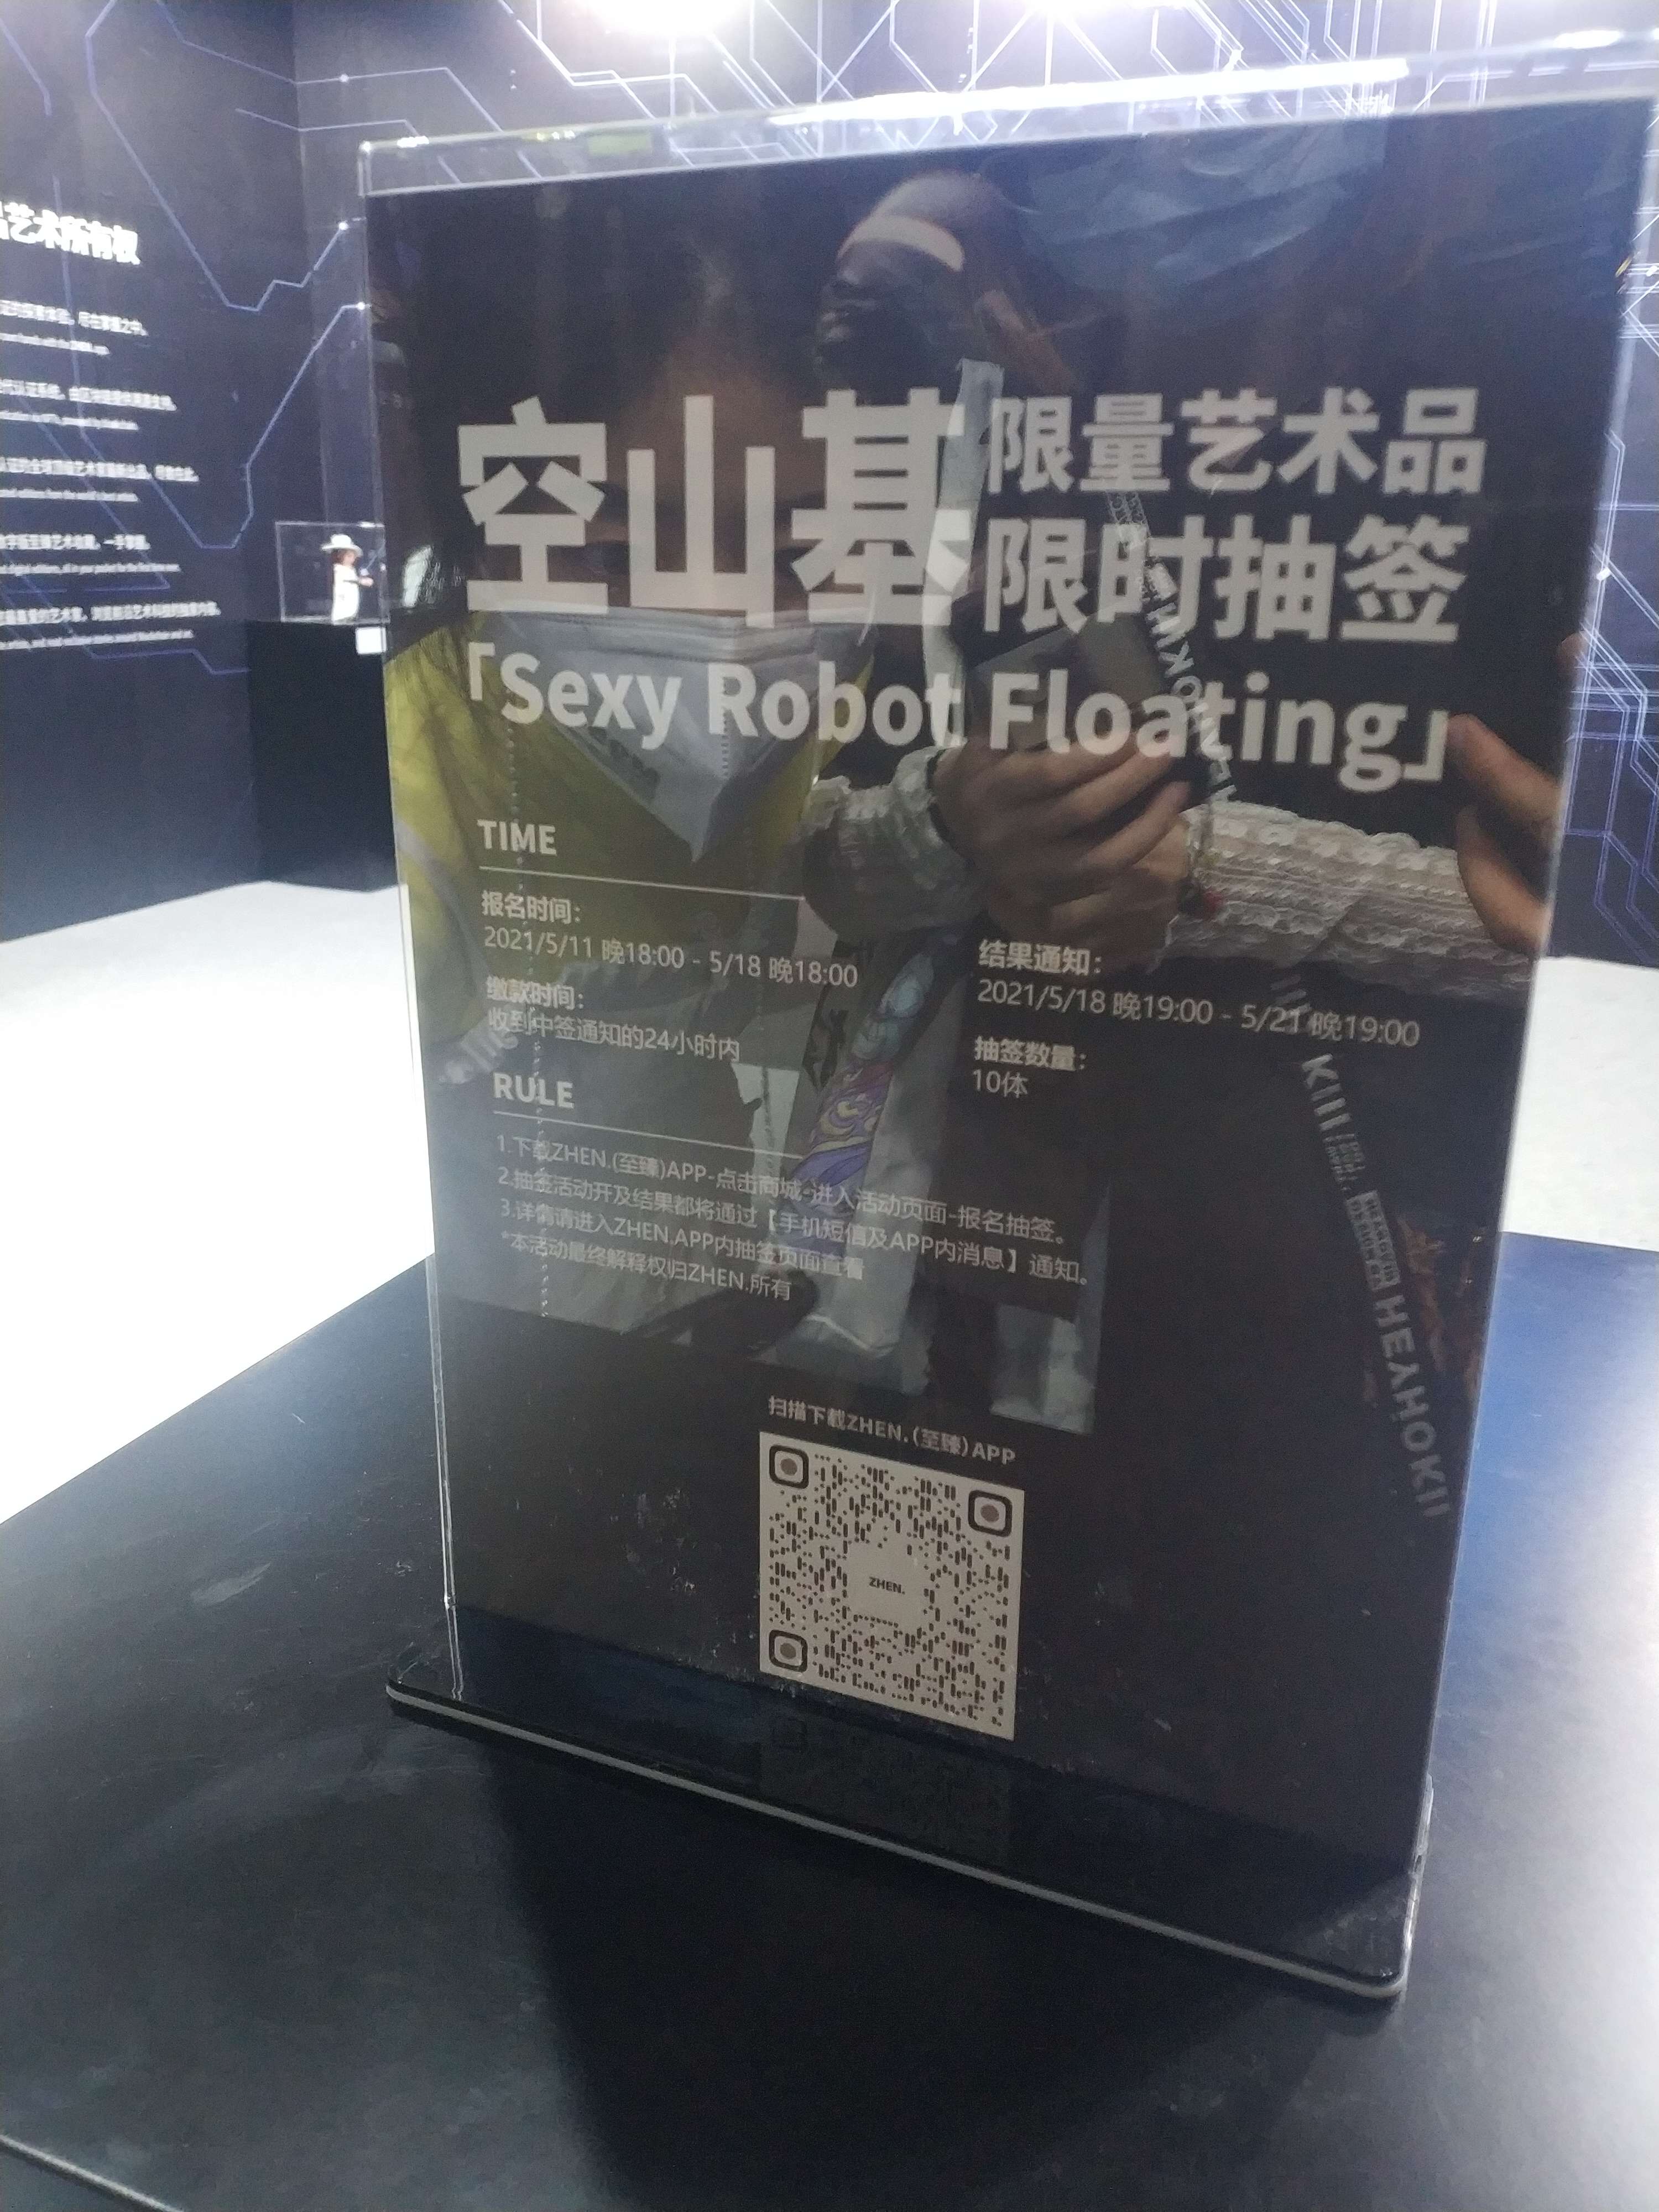 空山基
限量艺术品
限时抽签
「Sexy Robot Floating」
TIME
报名时间：
2021/5/11 晚18:00 - 5/18 晚18:00
缴款时间：
收到中签通知的24小时内
结果通知：
2021/5/18 晚19:00 - 5/21 晚19:00
抽签数量：
10体
RULE
1.下载ZHEN.(至臻)APP-点击商城-进入活动页面-报名抽签。
2.抽签活动开及结果都将通过【手机短信及APP内消息】通知。
3.详情请进入ZHEN.APP内抽签页面查看
*本活动最终解释权归ZHEN.所有
扫描下载ZHEN.(至臻)APP
ZHEN.
艺术所有权
HEYHOKII